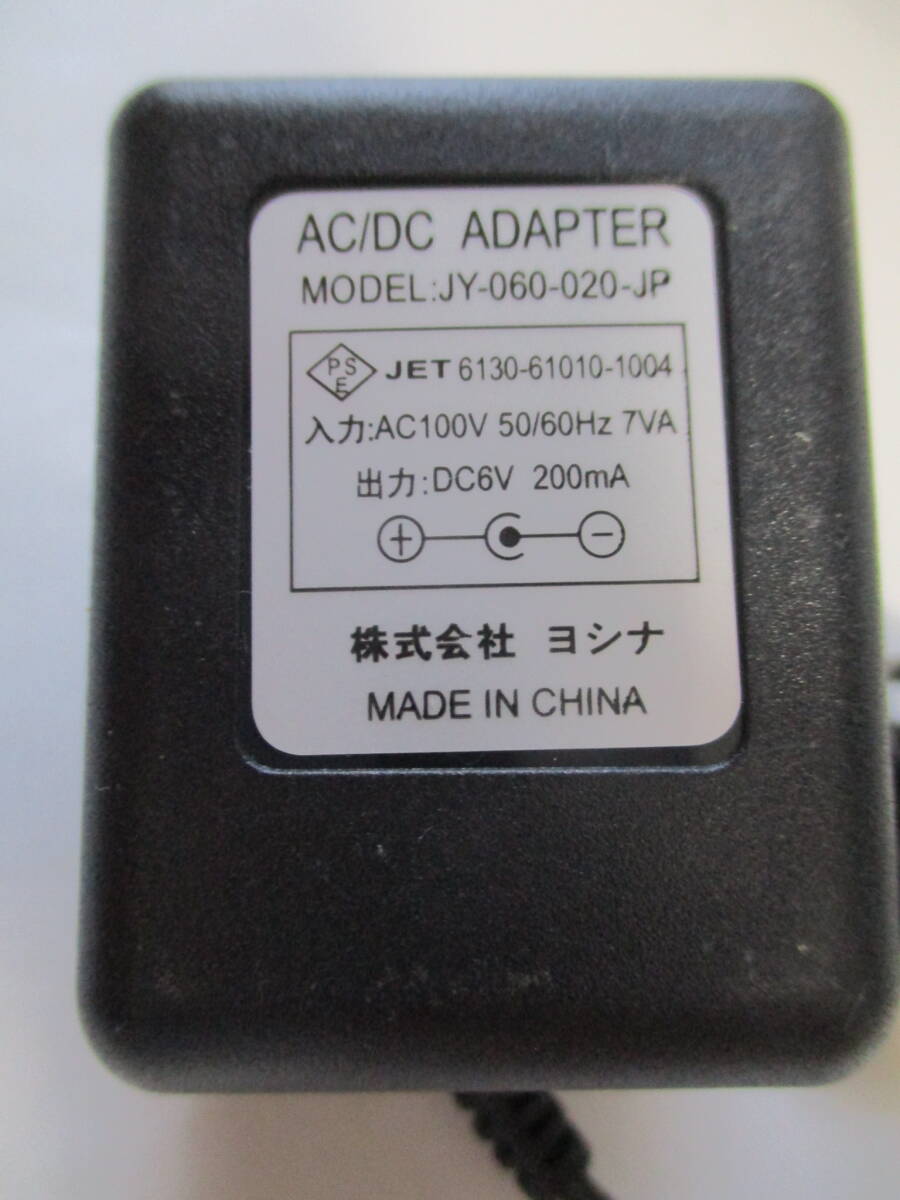 AC/DC ADAPTER
MODEL:JY-060-020-JP
PSE JET 6130-61010-1004
入力:AC100V 50/60Hz 7VA
出力:DC6V 200mA
+ −
株式会社 ヨシナ
MADE IN CHINA